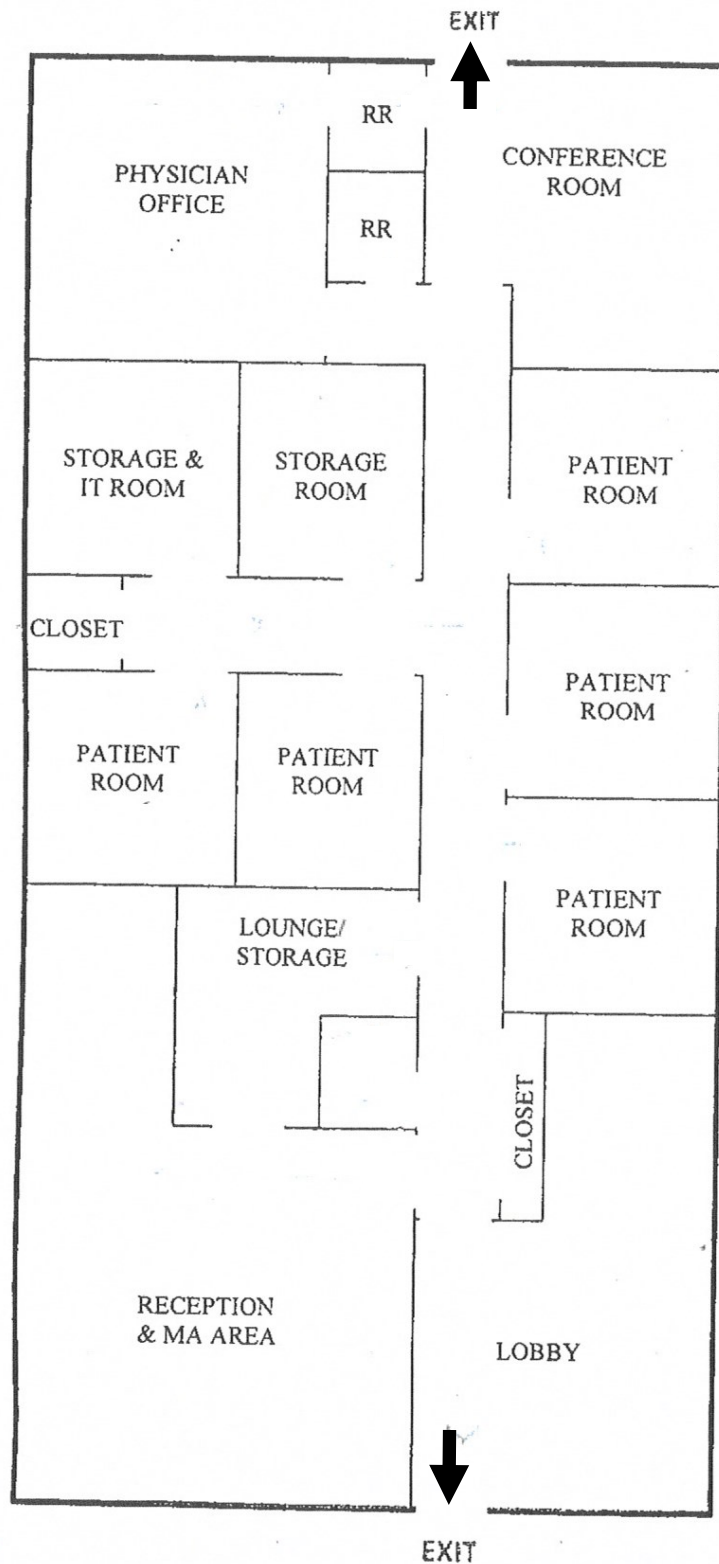 EXIT
RR
PHYSICIAN
OFFICE
CONFERENCE
ROOM
RR
STORAGE &
IT ROOM
STORAGE
ROOM
PATIENT
ROOM
CLOSET
PATIENT
ROOM
PATIENT
ROOM
PATIENT
ROOM
PATIENT
ROOM
LOUNGE/
STORAGE
CLOSET
RECEPTION
& MA AREA
LOBBY
EXIT